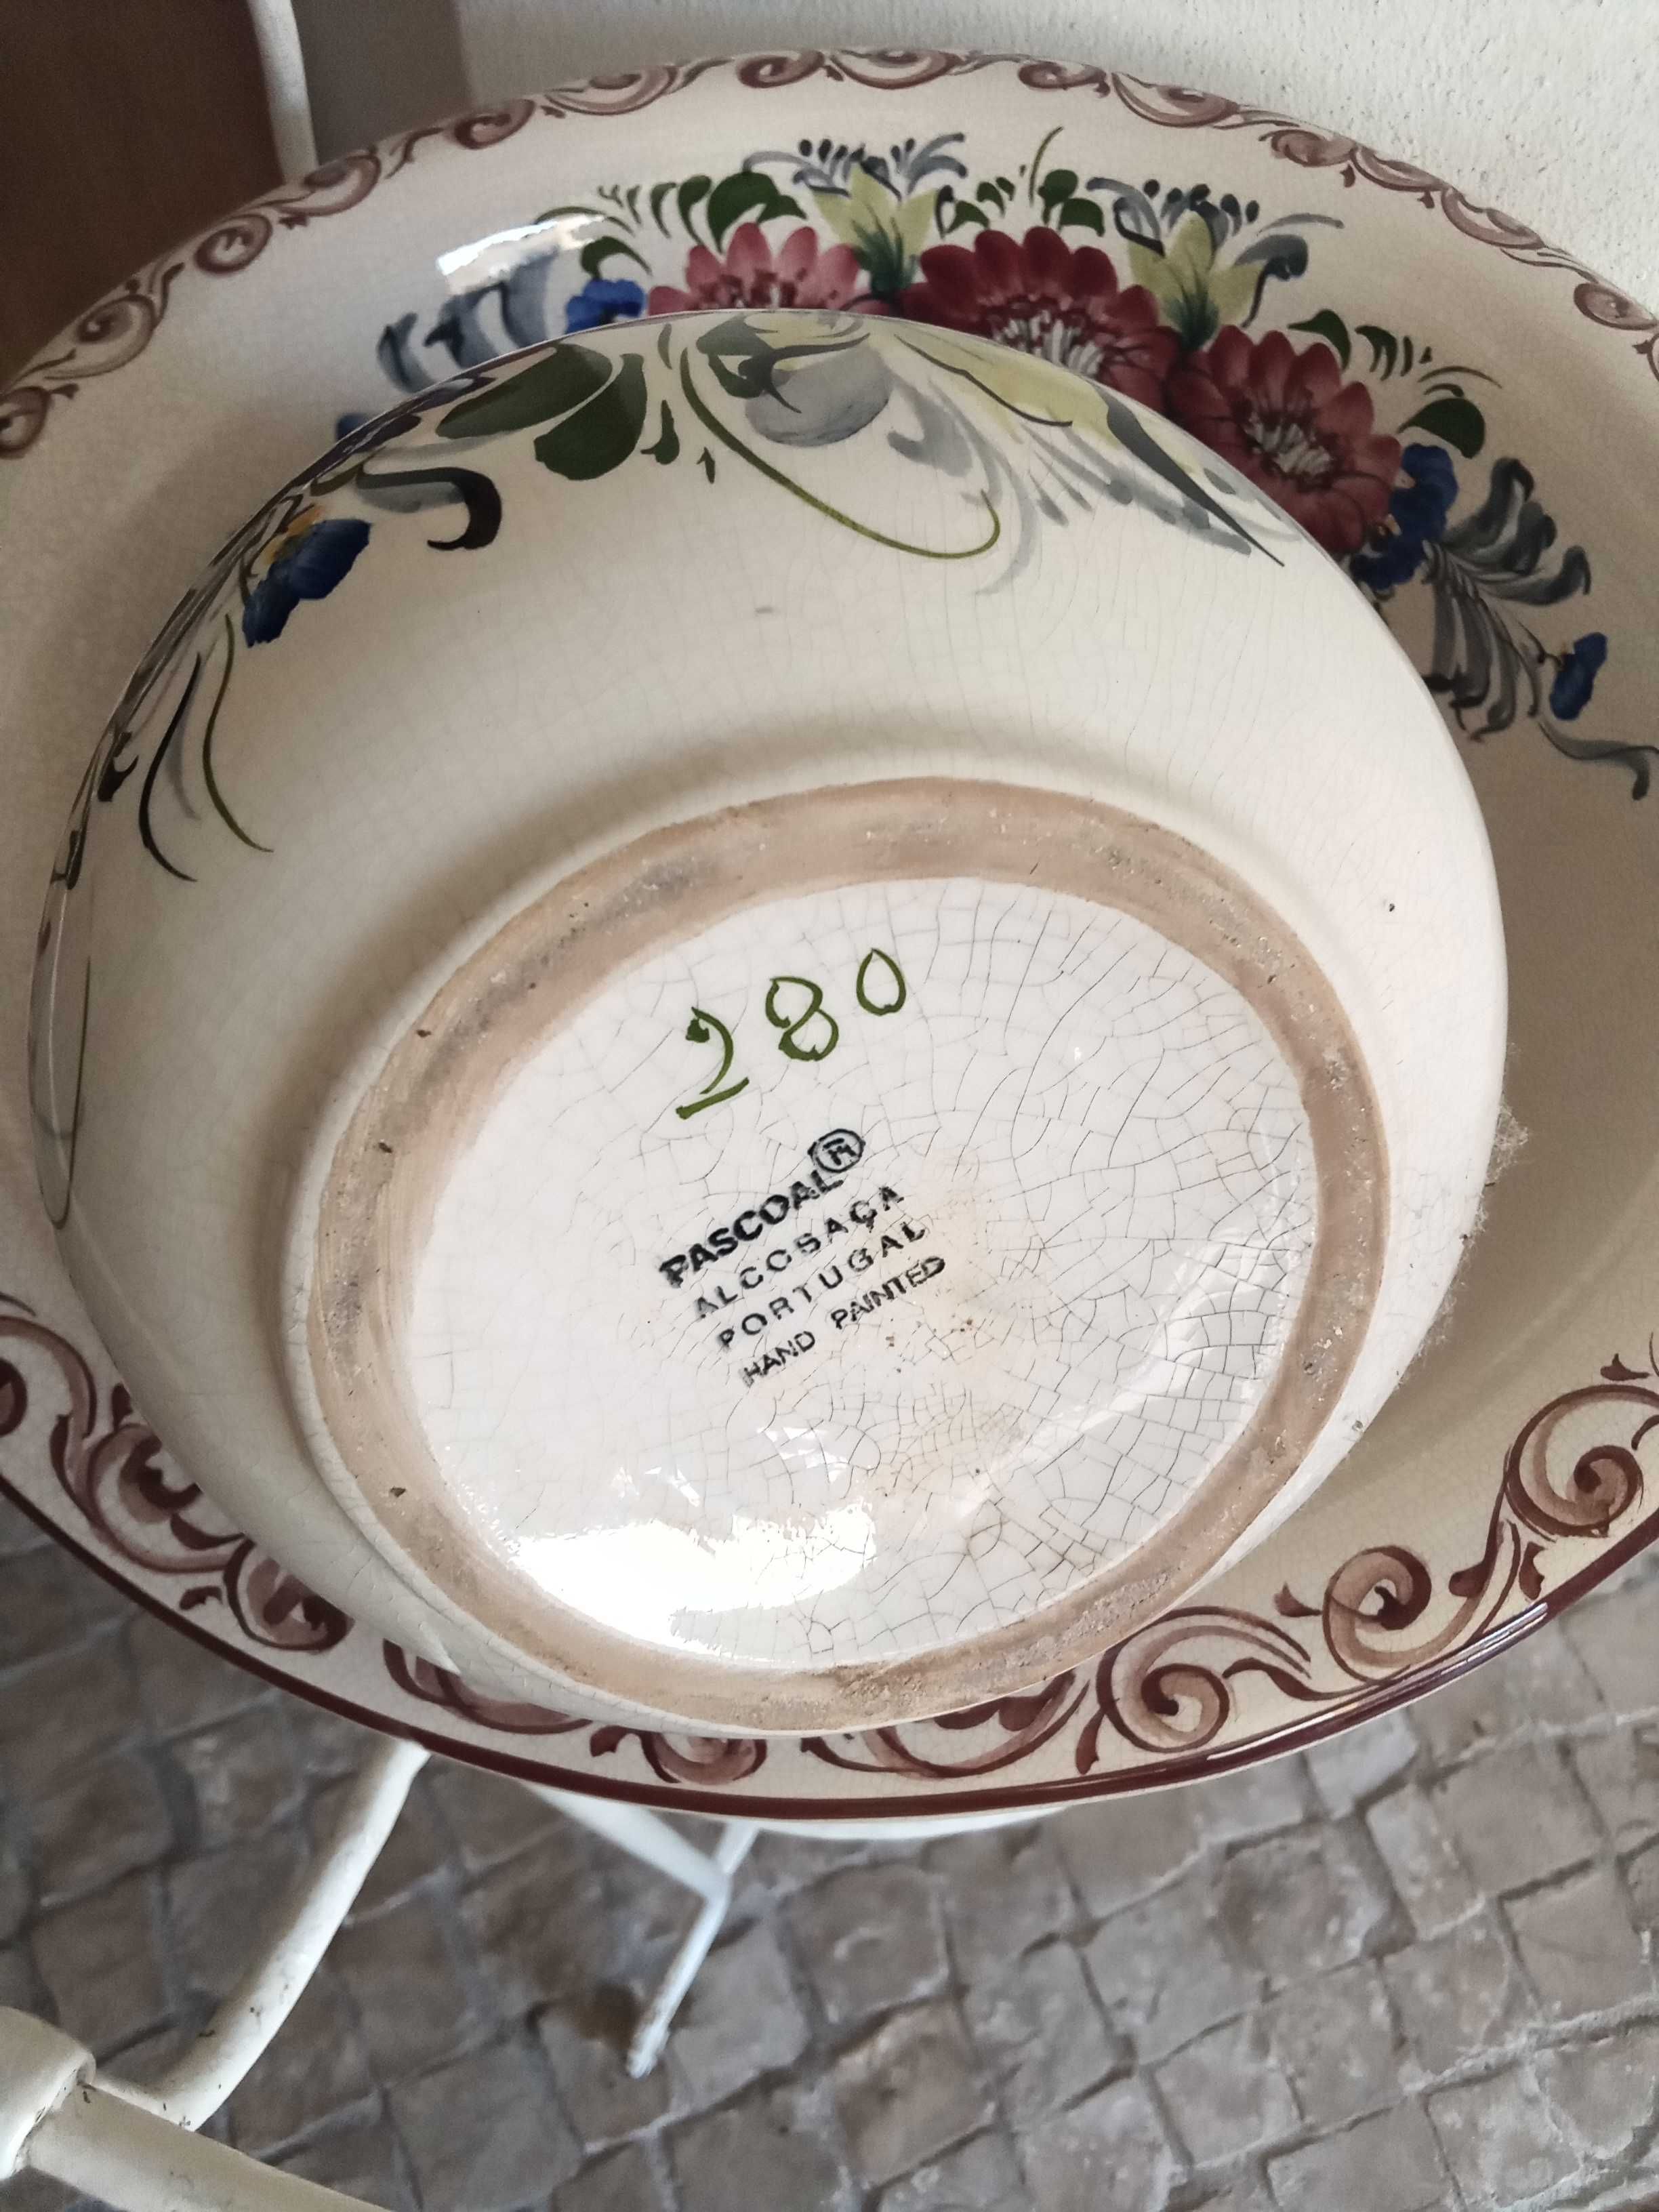 280
PASCOAL®
ALCOBAÇA
PORTUGAL
HAND PAINTED